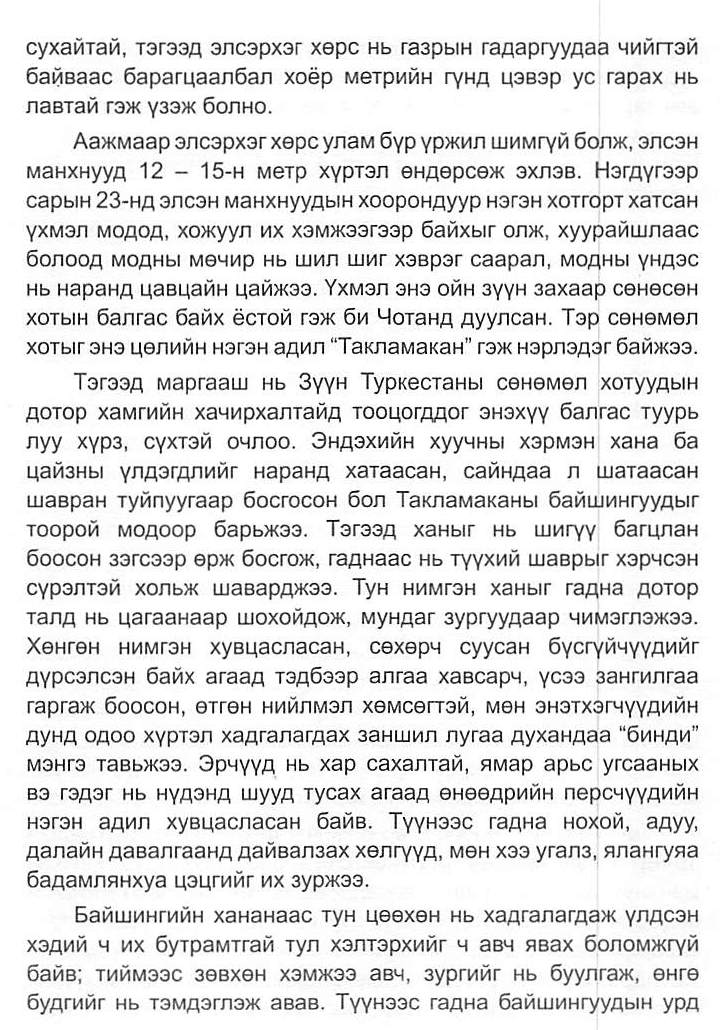 сухайтай, тэгээд элсэрхэг хөрс нь газрын гадаргуудаа чийгтэй
байваас барагцаалбал хоёр метрийн гүнд цэвэр ус гарах нь
лавтай гэж үзэж болно.
Аажмаар элсэрхэг хөрс улам бүр үржил шимгүй болж, элсэн
манхнууд 12 – 15-н метр хүртэл өндөрсөж эхлэв. Нэгдүгээр
сарын 23-нд элсэн манхнуудын хоорондуур нэгэн хотгорт хатсан
үхмэл модод, хожуул их хэмжээгээр байхыг олж, хуурайшлаас
болоод модны мөчир нь шил шиг хэврэг саарал, модны үндэс
нь наранд цавцайн цайжээ. Үхмэл энэ ойн зүүн захаар сөнөсөн
хотын балгас байх ёстой гэж би Чотанд дуулсан. Тэр сөнөмөл
хотыг энэ цөлийн нэгэн адил “Такламакан” гэж нэрлэдэг байжээ.
Тэгээд маргааш нь Зүүн Туркестаны сөнөмөл хотуудын
дотор хамгийн хачирхалтайд тооцогддог энэхүү балгас туурь
луу хүрз, сүхтэй очлоо. Эндэхийн хуучны хэрмэн хана ба
цайзны үлдэгдлийг наранд хатаасан, сайндаа л шатаасан
шавран туйпуугаар босгосон бол Такламаканы байшингуудыг
тоорой модоор барьжээ. Тэгээд ханыг нь шигүү багцлан
боосон зэгсээр өрж босгож, гаднаас нь түүхий шаврыг хэрчсэн
сүрэлтэй хольж шаварджээ. Тун нимгэн ханыг гадна дотор
талд нь цагаанаар шохойдож, мундаг зургуудаар чимэглэжээ.
Хөнгөн нимгэн хувцасласан, сөхөрч суусан бүсгүйчүүдийг
дүрсэлсэн байх агаад тэдбээр алгаа хавсарч, үсээ зангилгаа
гаргаж боосон, өтгөн нийлмэл хөмсөгтэй, мөн энэтхэгчүүдийн
дунд одоо хүртэл хадгалагдах заншил лугаа духандаа “бинди”
мэнгэ тавьжээ. Эрчүүд нь хар сахалтай, ямар арьс угсааных
вэ гэдэг нь нүдэнд шууд тусах агаад өнөөдрийн персчүүдийн
нэгэн адил хувцасласан байв. Түүнээс гадна нохой, адуу,
далайн давалгаанд дайвалзах хөлгүүд, мөн хээ угалз, ялангуяа
бадамлянхуа цэцгийг их зуржээ.
Байшингийн хананаас тун цөөхөн нь хадгалагдаж үлдсэн
хэдий ч их бутрамтгай тул хэлтэрхийг ч авч явах боломжгүй
байв; тиймээс зөвхөн хэмжээ авч, зургийг нь буулгаж, өнгө
будгийг нь тэмдэглэж авав. Түүнээс гадна байшингуудын урд